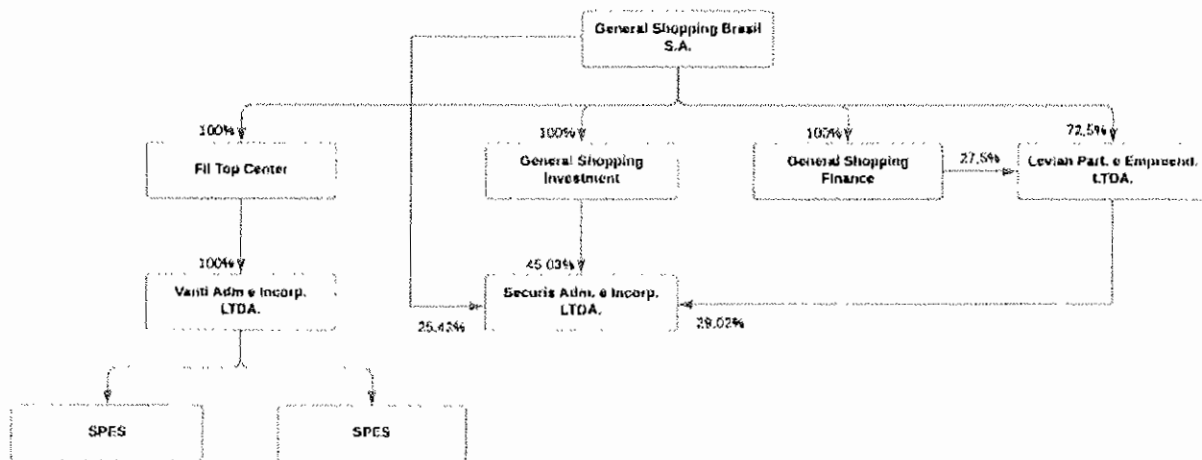 General Shopping Brasil
S.A.
100%
100%
100%
72,5%
FII Top Center
General Shopping
Investment
General Shopping
Finance
27,5%
Levian Part. e Empreend.
LTDA.
100%
45,03%
Vanti Adm e Incorp.
LTDA.
Securis Adm. e Incorp.
LTDA.
25,43%
29,02%
SPES
SPES